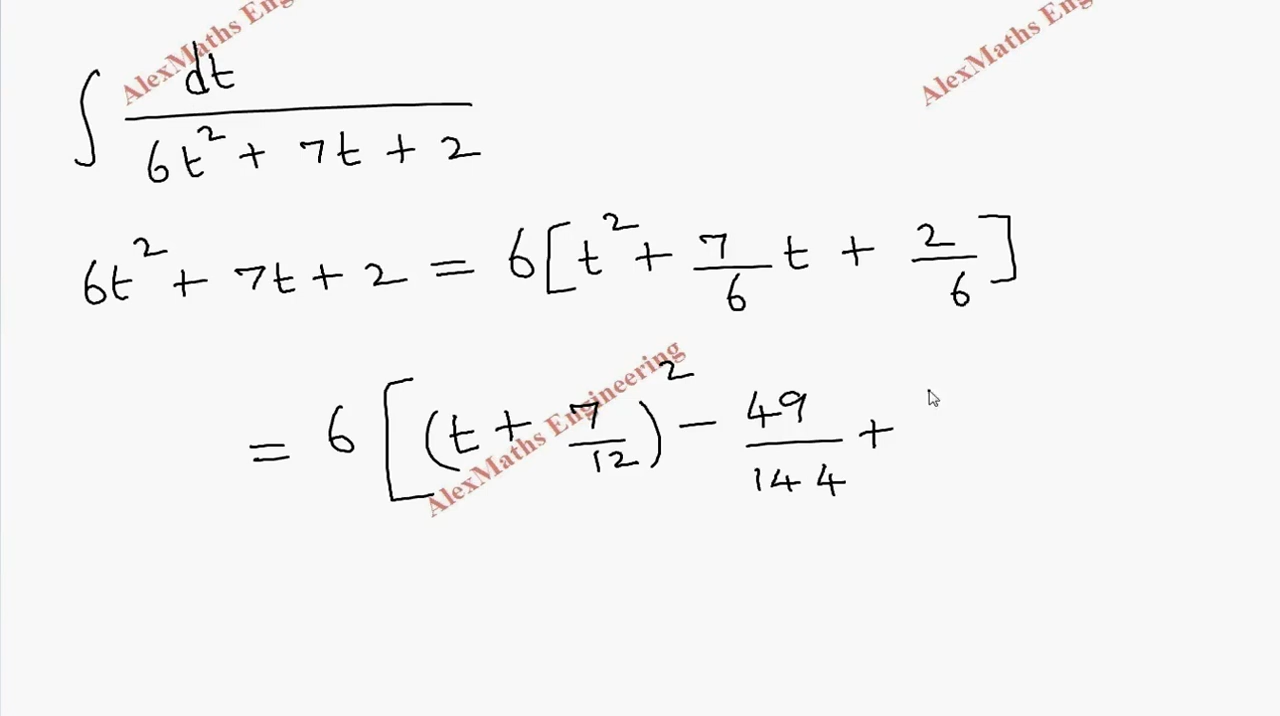 ∫ dt / (6t² + 7t + 2)
6t² + 7t + 2 = 6[t² + 7/6 t + 2/6]
= 6[(t + 7/12)² - 49/144 +
AlexMaths Eng
AlexMaths Eng
AlexMaths Engineering